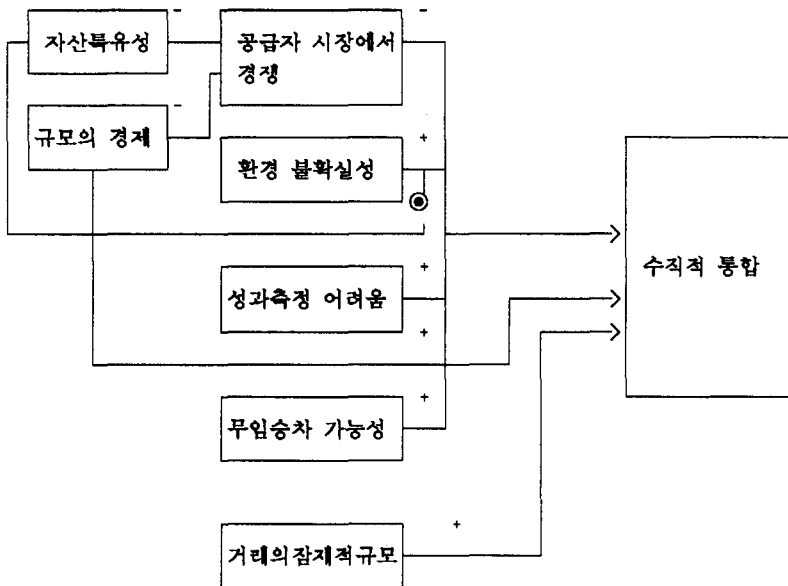 자산특유성
공급자 시장에서
경쟁
규모의 경제
환경 불확실성
수직적 통합
성과측정 어려움
무임승차 가능성
거래의잠재적규모
-
-
-
+
+
+
+
+